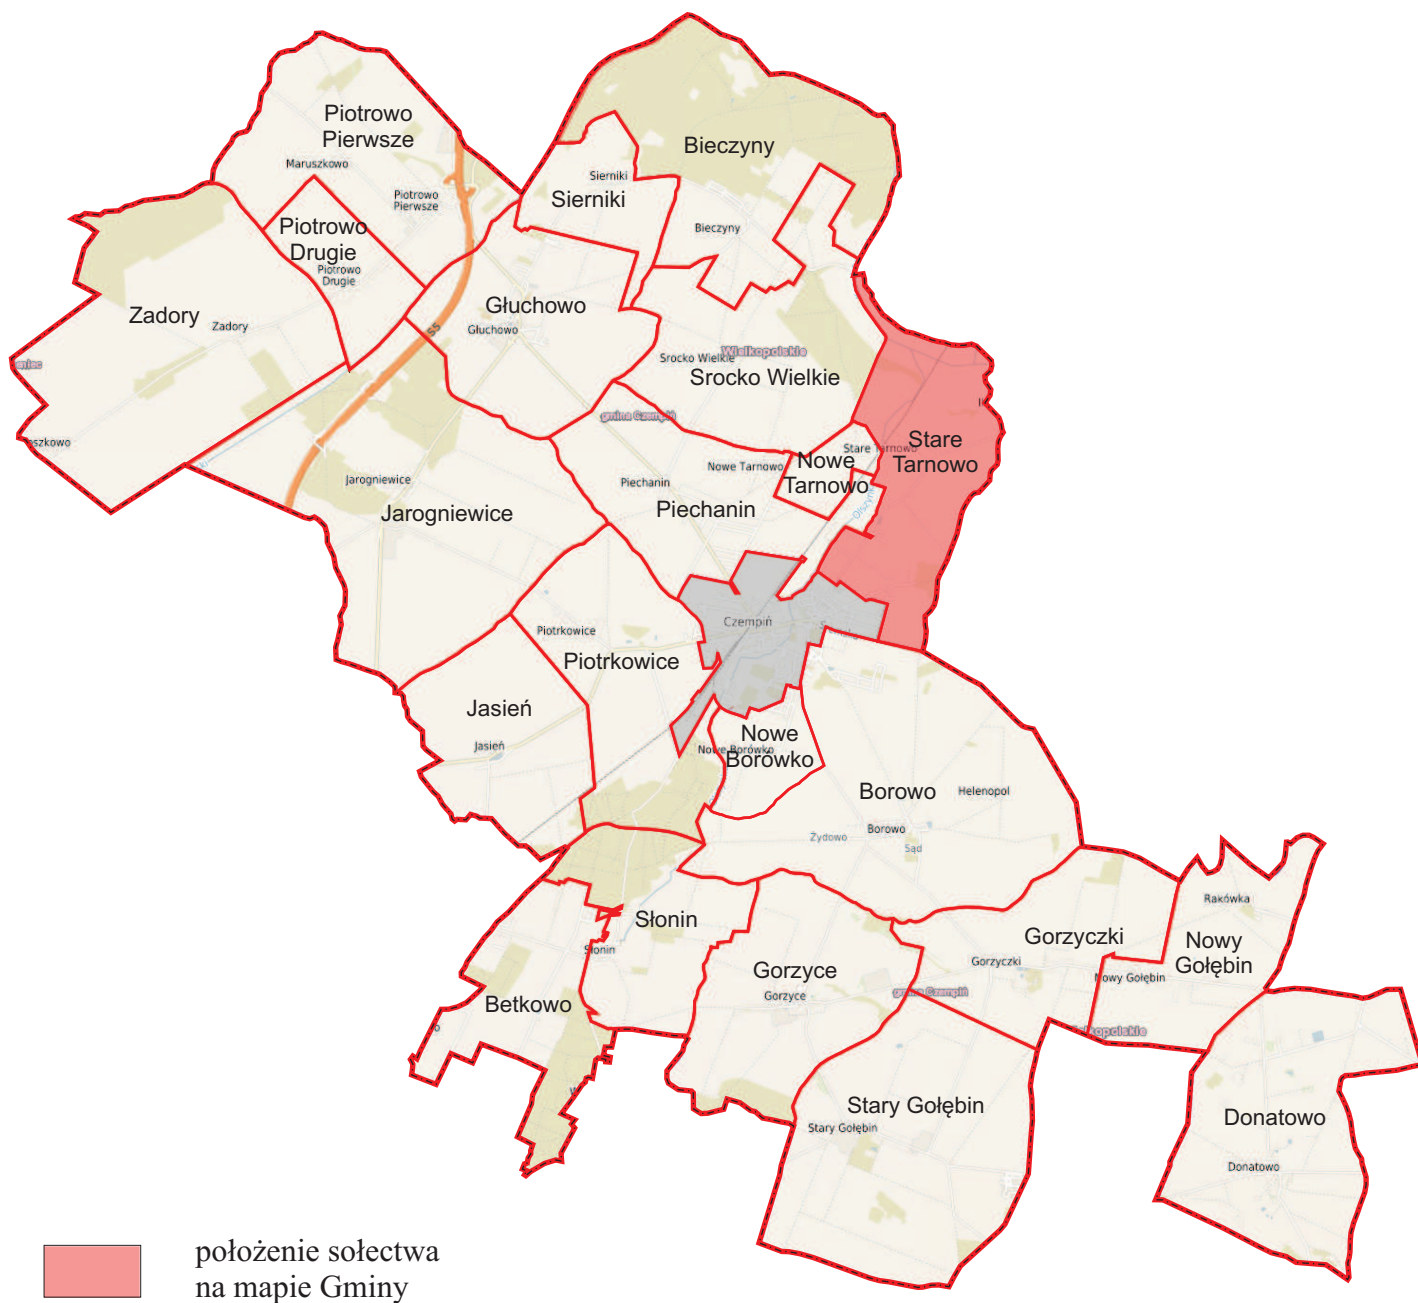 Piotrowo
Pierwsze
Maruszkowo
Piotrowo
Pierwsze
Bieczyny
Sierniki
Sierniki
Bieczyny
Piotrowo
Drugie
Piotrowo
Drugie
Zadory
Zadory
Głuchowo
Głuchowo
S5
Srocko Wielkie
Wielkopolskie
Srocko Wielkie
gmina Czempiń
Stare
Tarnowo
Stare Tarnowo
Nowe Tarnowo
Nowe
Tarnowo
Piechanin
Piechanin
Jarogniewice
Jarogniewice
Czempiń
Piotrkowice
Piotrkowice
Jasień
Jasień
Nowe
Borówko
Nowe Borówko
Borowo
Helenopol
Borowo
Żydowo
Sąd
Słonin
Słonin
Gorzyczki
Gorzyczki
Rakówka
Nowy
Gołębin
Nowy Gołębin
Gorzyce
Gorzyce
gmina Czempiń
Betkowo
Stary Gołębin
Stary Gołębin
Donatowo
Donatowo
położenie sołectwa
na mapie Gminy